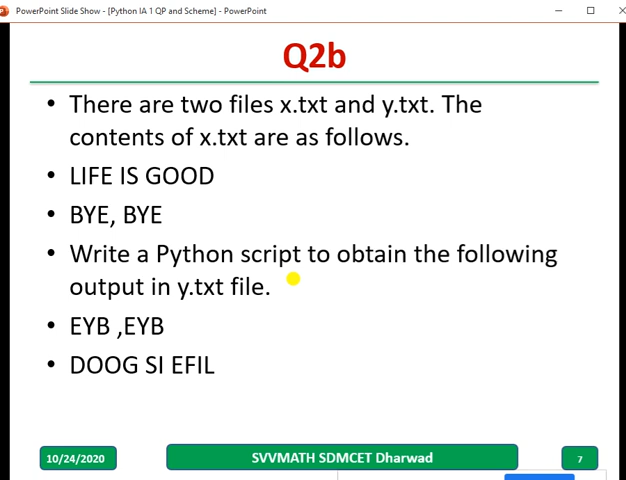 PowerPoint Slide Show - [Python IA 1 QP and Scheme] - PowerPoint
Q2b
• There are two files x.txt and y.txt. The
contents of x.txt are as follows.
• LIFE IS GOOD
• BYE, BYE
• Write a Python script to obtain the following
output in y.txt file.
• EYB ,EYB
• DOOG SI EFIL
10/24/2020
SVVMATH SDMCET Dharwad
7